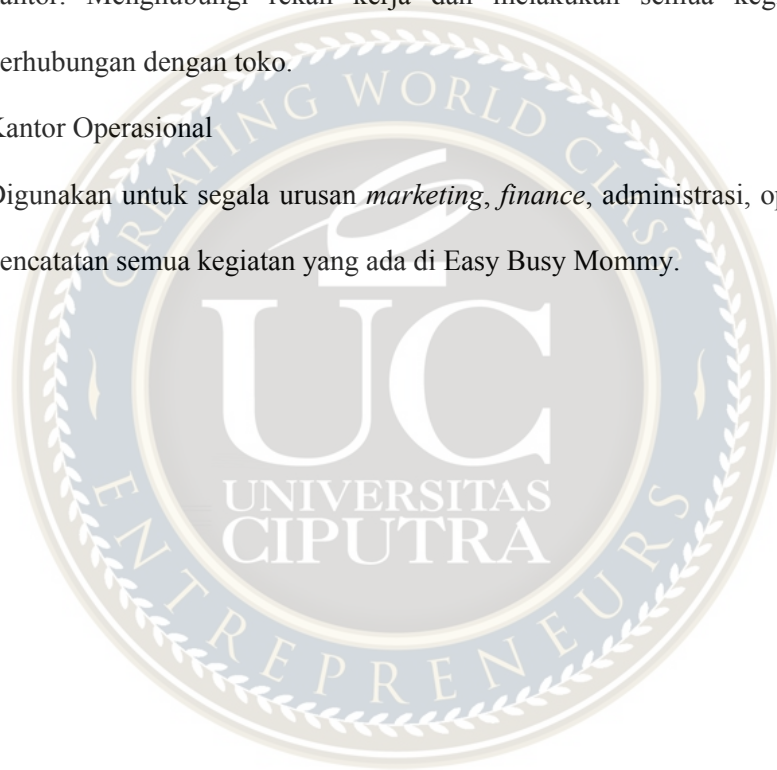 kantor. Menghubungi rekan kerja dan melakukan semua keg
erhubungan dengan toko.
Kantor Operasional
Digunakan untuk segala urusan marketing, finance, administrasi, op
encatatan semua kegiatan yang ada di Easy Busy Mommy.
CREATING WORLD CLASS
UC
UNIVERSITAS
CIPUTRA
ENTREPRENEURS